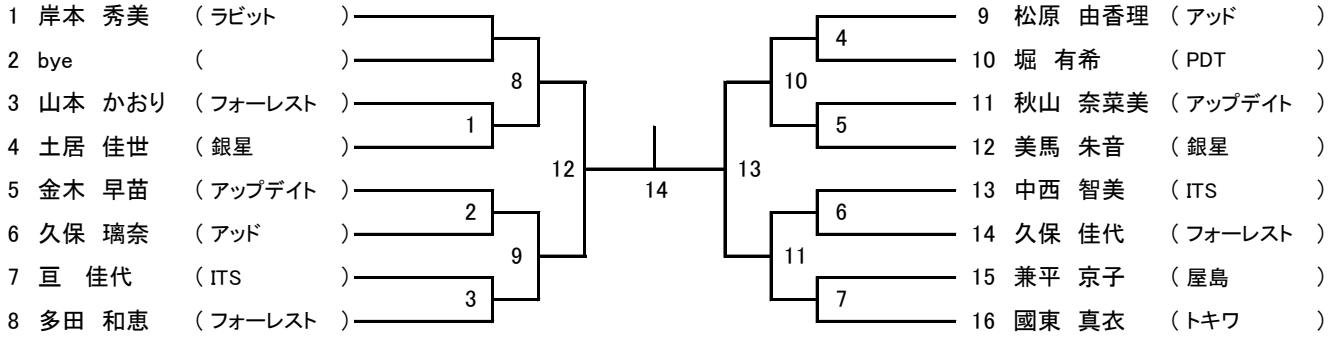 1 岸本 秀美 ( ラビット )
2 bye ( )
3 山本 かおり ( フォーレスト )
4 土居 佳世 ( 銀星 )
5 金木 早苗 ( アップデイト )
6 久保 璃奈 ( アッド )
7 亘 佳代 ( ITS )
8 多田 和恵 ( フォーレスト )
8
1
12
2
9
3
14
4
10
5
13
6
11
7
9 松原 由香理 ( アッド )
10 堀 有希 ( PDT )
11 秋山 奈菜美 ( アップデイト )
12 美馬 朱音 ( 銀星 )
13 中西 智美 ( ITS )
14 久保 佳代 ( フォーレスト )
15 兼平 京子 ( 屋島 )
16 國東 真衣 ( トキワ )